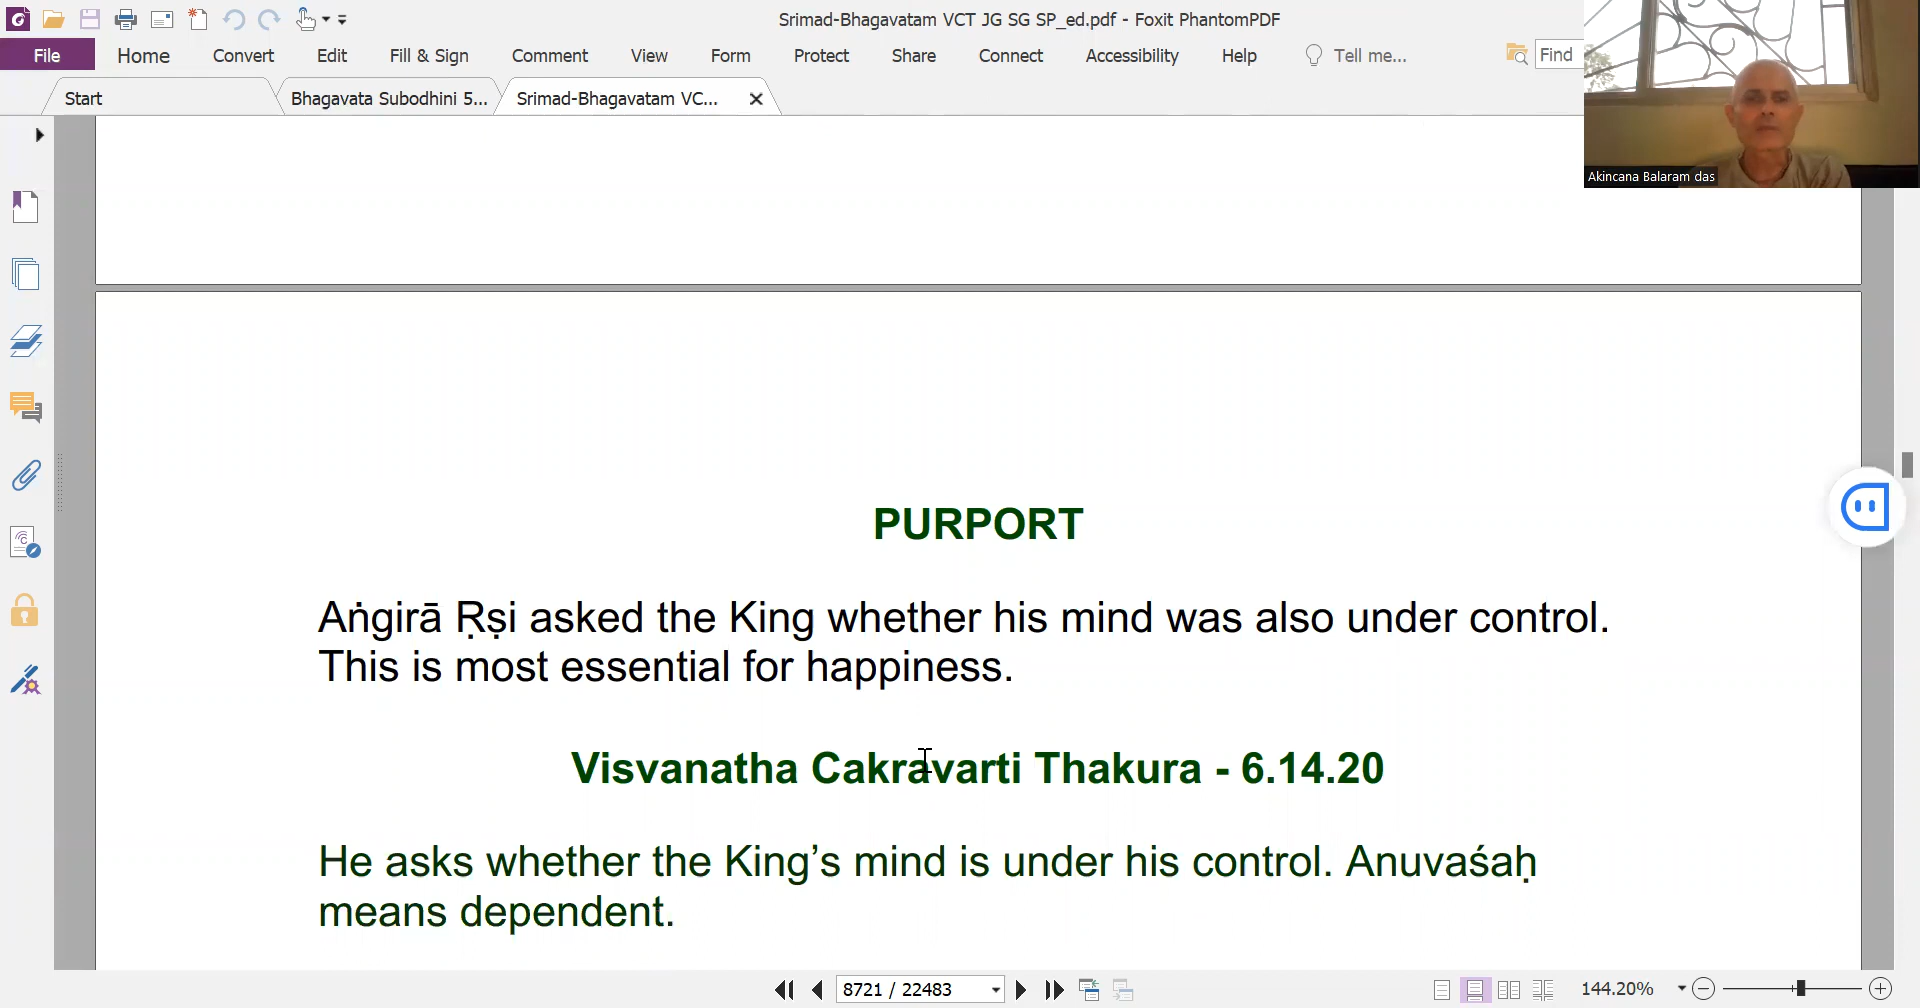 Srimad-Bhagavatam VCT JG SG SP_ed.pdf - Foxit PhantomPDF
File Home Convert Edit Fill & Sign Comment View Form Protect Share Connect Accessibility Help Tell me... Find
Start Bhagavata Subodhini 5... Srimad-Bhagavatam VC...
Akincana Balaram das
PURPORT
Aṅgirā Ṛṣi asked the King whether his mind was also under control.
This is most essential for happiness.
Visvanatha Cakravarti Thakura - 6.14.20
He asks whether the King’s mind is under his control. Anuvaśaḥ
means dependent.
8721 / 22483 144.20%